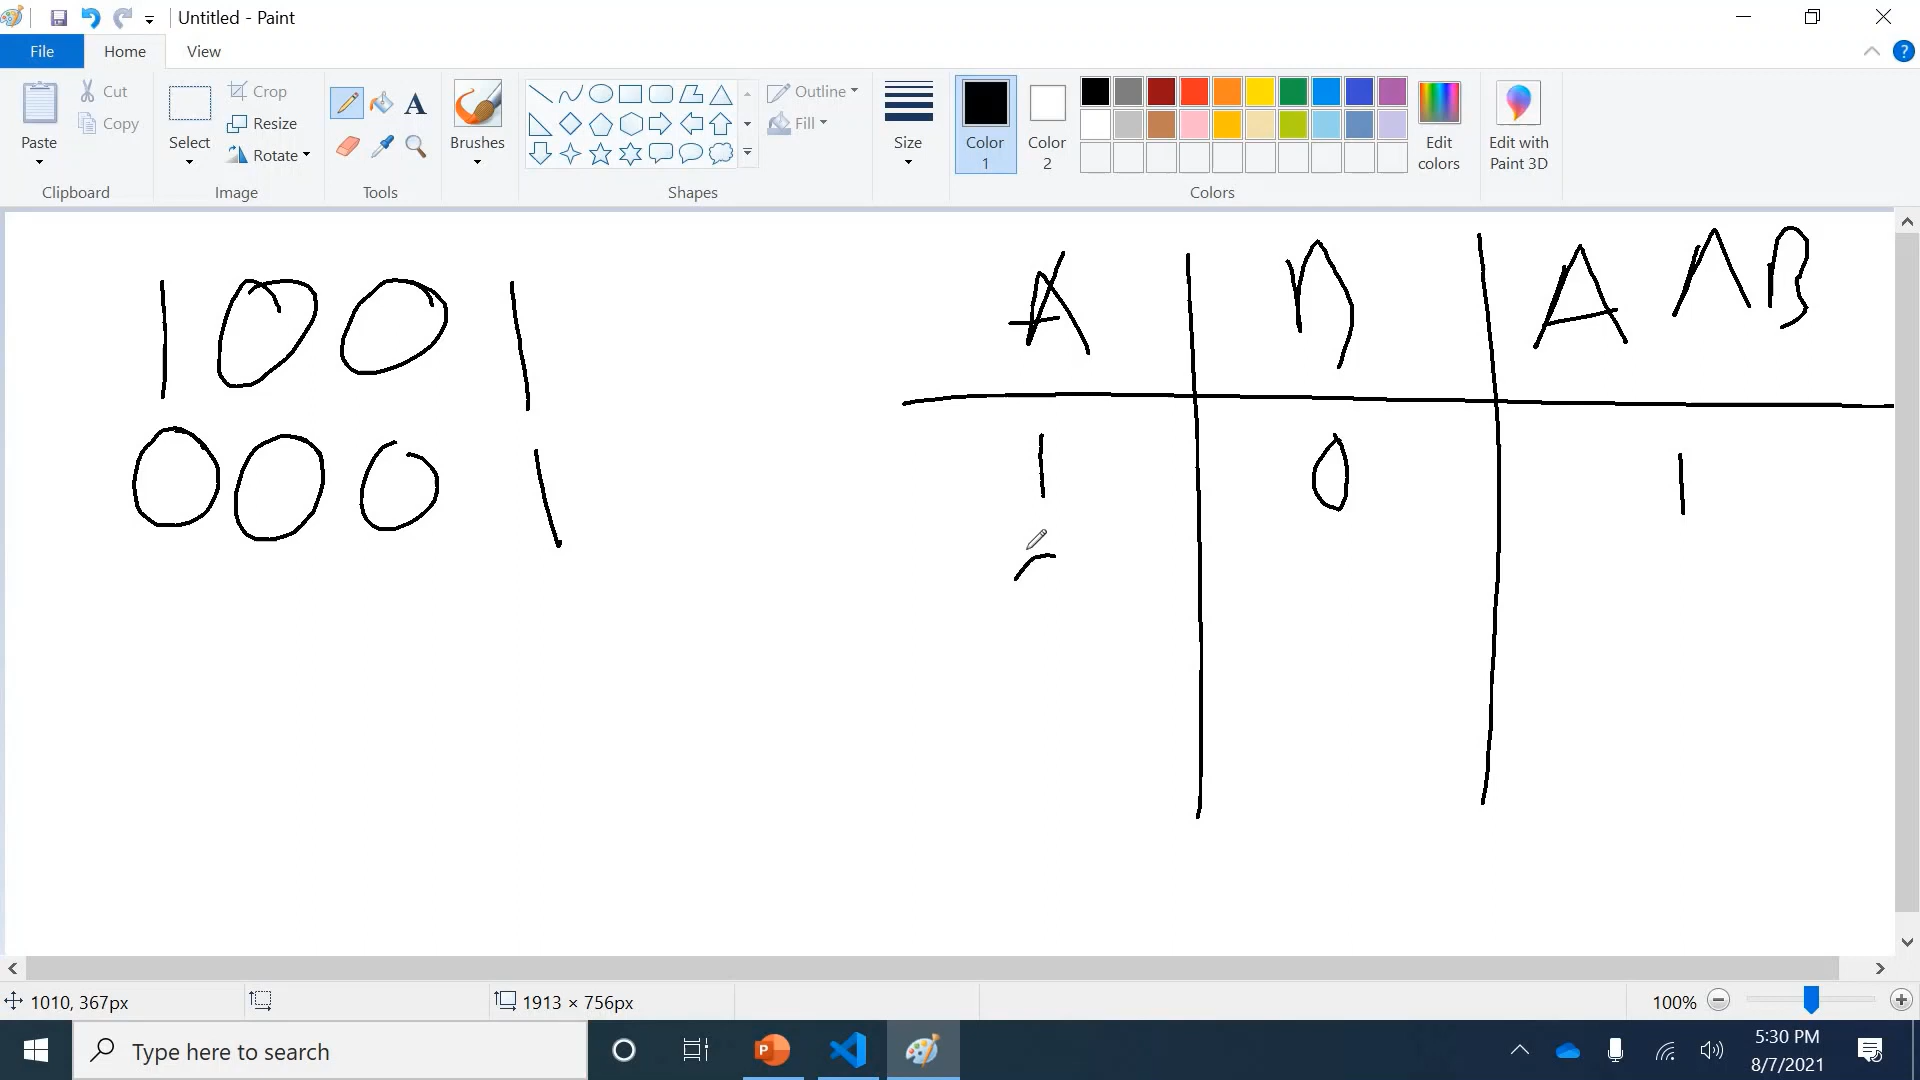 Untitled - Paint
File Home View
Paste
Cut
Copy
Clipboard
Select
Crop
Resize
Rotate
Image
A
Tools
Brushes
Outline
Fill
Shapes
Size
Color 1
Color 2
Edit colors
Colors
Edit with Paint 3D
?
1001
0001
A
A ^ B
1 0 1
1010, 367px
1913 × 756px
100%
Type here to search
5:30 PM
8/7/2021